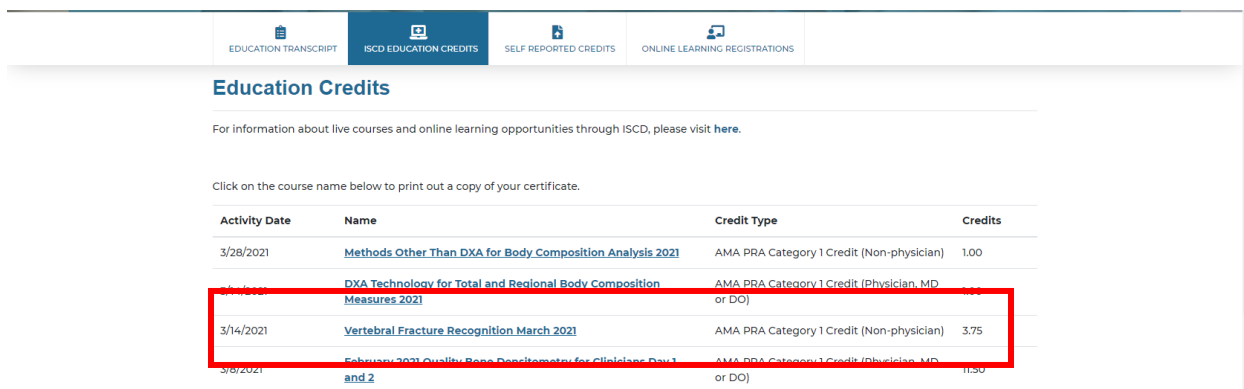 EDUCATION TRANSCRIPT
ISCD EDUCATION CREDITS
SELF REPORTED CREDITS
ONLINE LEARNING REGISTRATIONS
Education Credits
For information about live courses and online learning opportunities through ISCD, please visit here.
Click on the course name below to print out a copy of your certificate.
Activity Date Name Credit Type Credits
3/28/2021 Methods Other Than DXA for Body Composition Analysis 2021 AMA PRA Category 1 Credit (Non-physician) 1.00
DXA Technology for Total and Regional Body Composition AMA PRA Category 1 Credit (Physician, MD
Measures 2021 or DO)
3/14/2021 Vertebral Fracture Recognition March 2021 AMA PRA Category 1 Credit (Non-physician) 3.75
February 2021 Quality Bone Densitometry for Clinicians Day 1 AMA PRA Category 1 Credit (Physician, MD
3/8/2021 11.50
and 2 or DO)